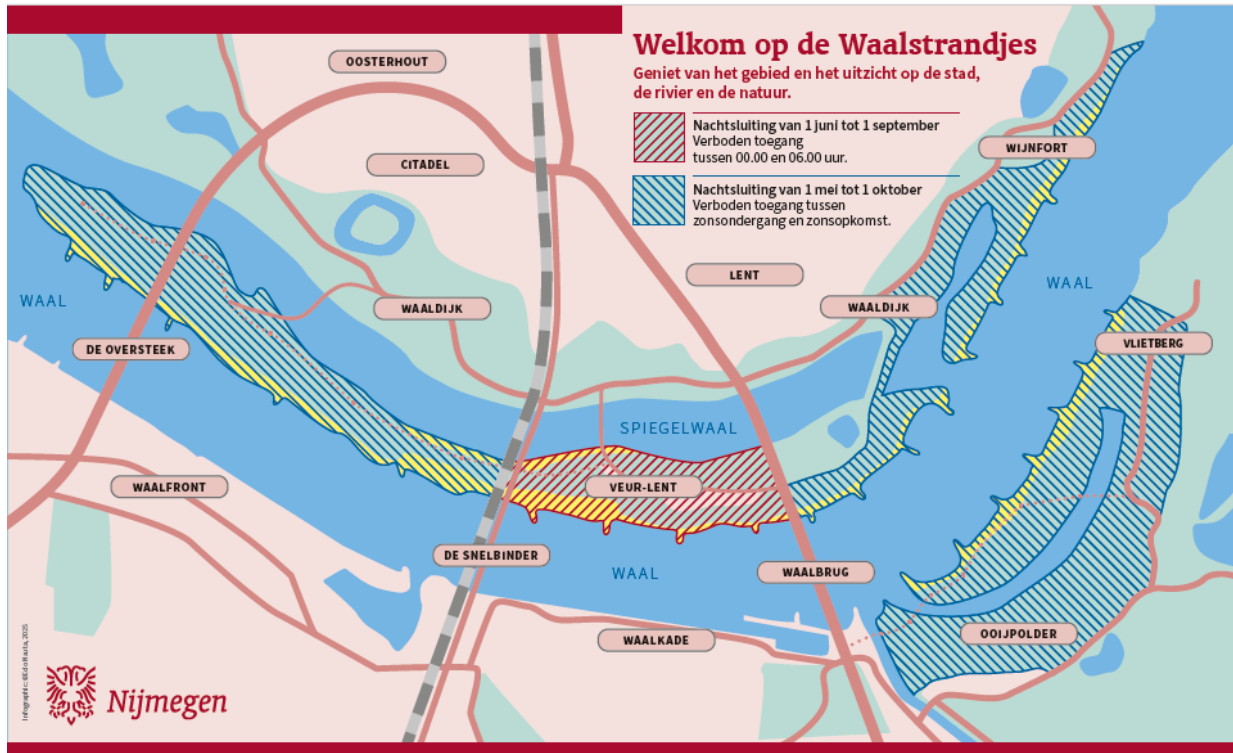 Welkom op de Waalstrandjes
Geniet van het gebied en het uitzicht op de stad,
de rivier en de natuur.
Nachtsluiting van 1 juni tot 1 september
Verboden toegang
tussen 00.00 en 06.00 uur.
Nachtsluiting van 1 mei tot 1 oktober
Verboden toegang tussen
zonsondergang en zonsopkomst.
OOSTERHOUT
CITADEL
WIJNFORT
LENT
WAAL
WAALDIJK
WAALDIJK
WAAL
DE OVERSTEEK
VLIETBERG
SPIEGELWAAL
WAALFRONT
VEUR-LENT
DE SNELBINDER
WAAL
WAALBRUG
WAALKADE
OOIJPOLDER
Nijmegen
Infographic:
2025